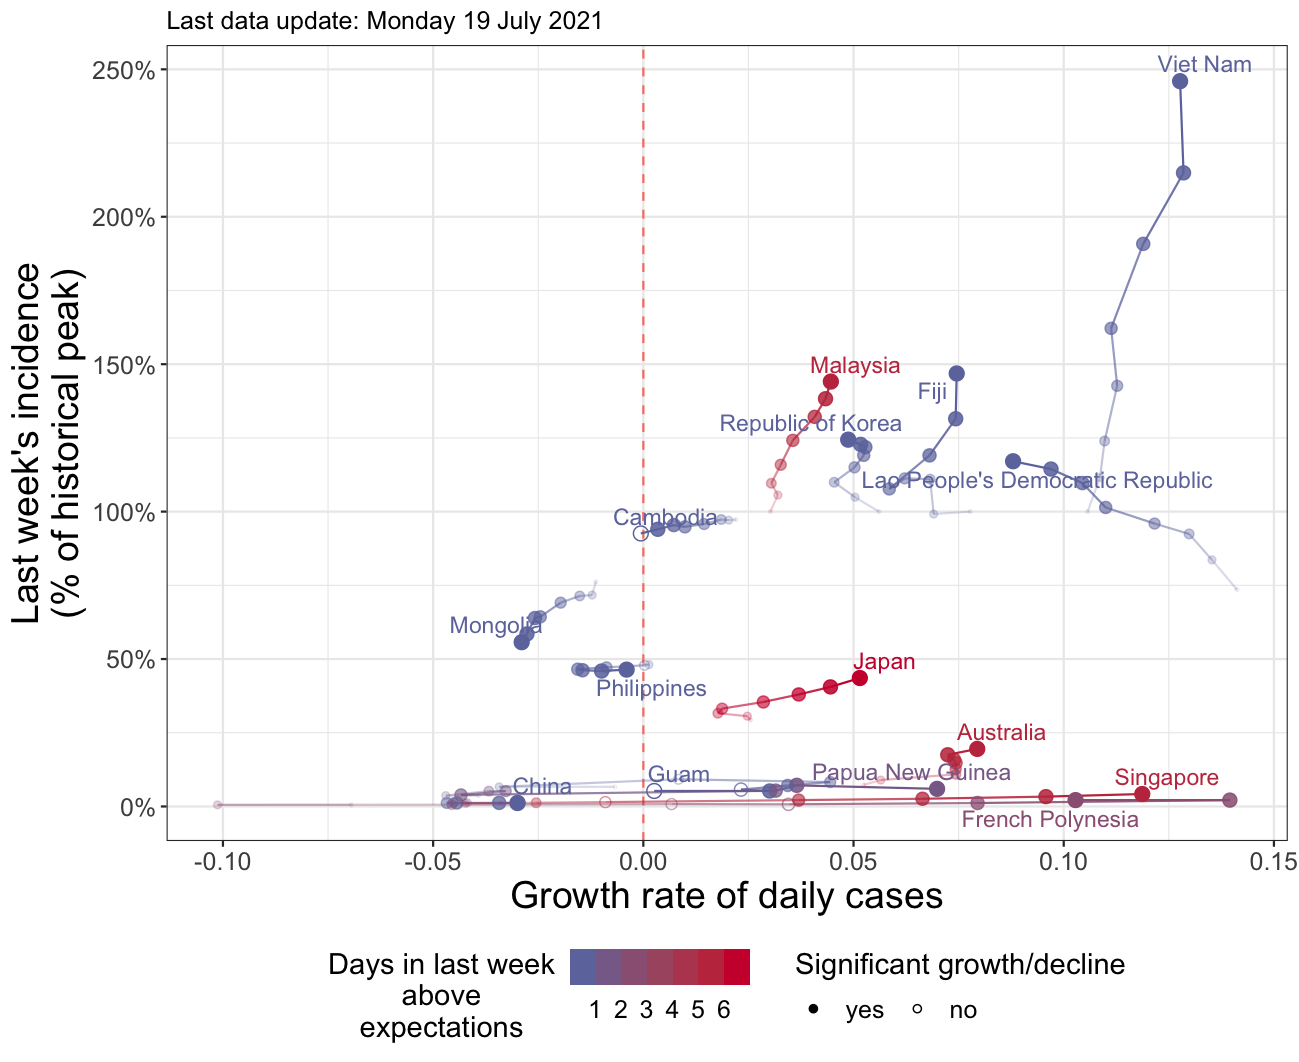 Last data update: Monday 19 July 2021
Last week's incidence
(% of historical peak)
250%
200%
150%
100%
50%
0%
Viet Nam
Malaysia
Fiji
Republic of Korea
Lao People's Democratic Republic
Cambodia
Mongolia
Philippines
Japan
Australia
Papua New Guinea
Guam
China
Singapore
French Polynesia
-0.10 -0.05 0.00 0.05 0.10 0.15
Growth rate of daily cases
Days in last week
above
expectations
1 2 3 4 5 6
Significant growth/decline
yes no